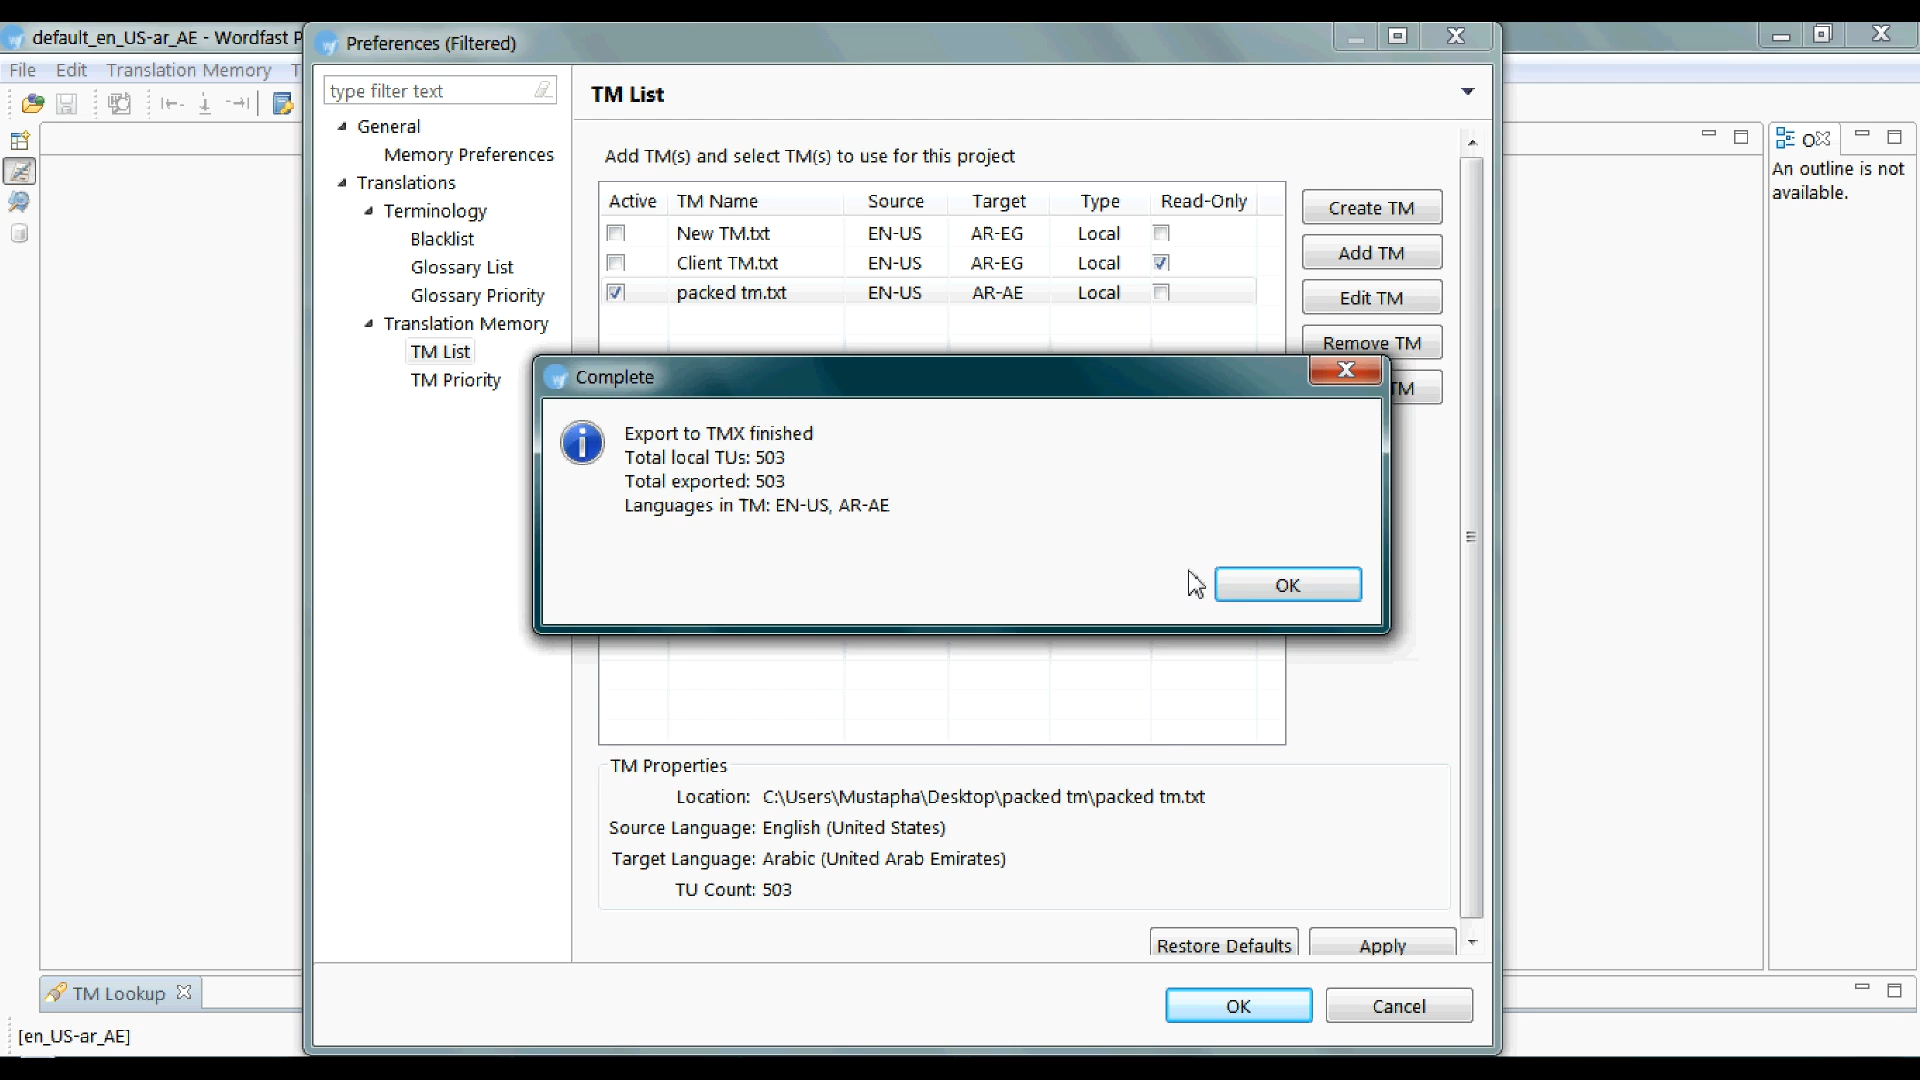 default_en_US-ar_AE - Wordfast P
File Edit Translation Memory T
Preferences (Filtered)
type filter text
General
Memory Preferences
Translations
Terminology
Blacklist
Glossary List
Glossary Priority
Translation Memory
TM List
TM Priority
TM List
Add TM(s) and select TM(s) to use for this project
Active TM Name Source Target Type Read-Only
New TM.txt EN-US AR-EG Local
Client TM.txt EN-US AR-EG Local
packed tm.txt EN-US AR-AE Local
Create TM
Add TM
Edit TM
Remove TM
TM
Complete
Export to TMX finished
Total local TUs: 503
Total exported: 503
Languages in TM: EN-US, AR-AE
OK
TM Properties
Location: C:\Users\Mustapha\Desktop\packed tm\packed tm.txt
Source Language: English (United States)
Target Language: Arabic (United Arab Emirates)
TU Count: 503
Restore Defaults Apply
OK Cancel
O
An outline is not
available.
TM Lookup
[en_US-ar_AE]